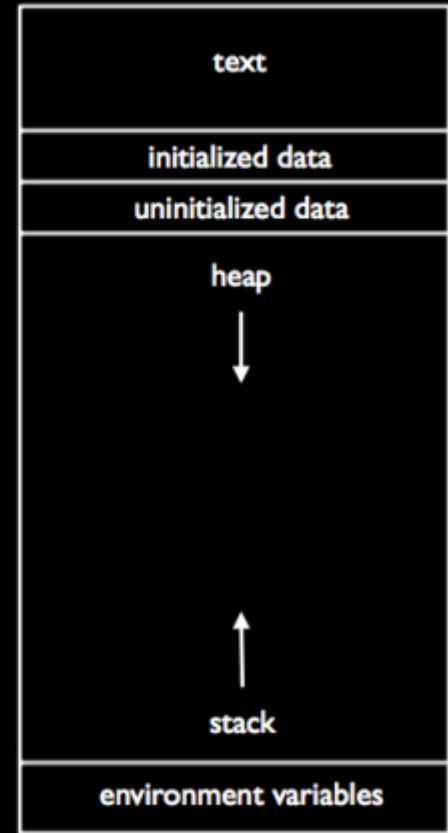 text
initialized data
uninitialized data
heap
stack
environment variables